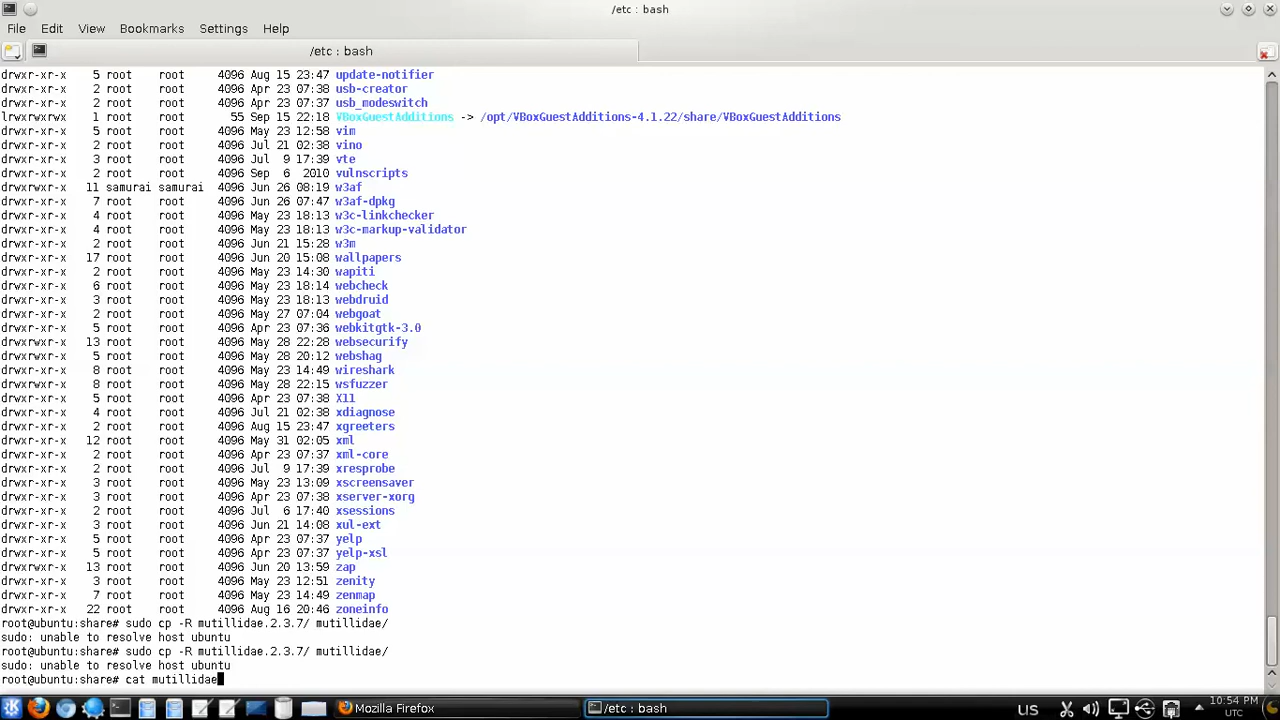 /etc : bash
File Edit View Bookmarks Settings Help
/etc : bash
drwxr-xr-x 5 root root 4096 Aug 15 23:47 update-notifier
drwxr-xr-x 2 root root 4096 Apr 23 07:38 usb-creator
drwxr-xr-x 2 root root 4096 Apr 23 07:37 usb_modeswitch
lrwxrwxrwx 1 root root 55 Sep 15 22:18 VBoxGuestAdditions -> /opt/VBoxGuestAdditions-4.1.22/share/VBoxGuestAdditions
drwxr-xr-x 5 root root 4096 May 23 12:58 vim
drwxr-xr-x 2 root root 4096 Jul 21 02:38 vino
drwxr-xr-x 3 root root 4096 Jul 9 17:39 vte
drwxr-xr-x 2 root root 4096 Sep 6 2010 vulnscripts
drwxrwxr-x 11 samurai samurai 4096 Jun 26 08:19 w3af
drwxr-xr-x 7 root root 4096 Jun 26 07:47 w3af-dpkg
drwxr-xr-x 4 root root 4096 May 23 18:13 w3c-linkchecker
drwxr-xr-x 4 root root 4096 May 23 18:13 w3c-markup-validator
drwxr-xr-x 2 root root 4096 Jun 21 15:28 w3m
drwxr-xr-x 17 root root 4096 Jun 20 15:08 wallpapers
drwxr-xr-x 2 root root 4096 May 23 14:30 wapiti
drwxr-xr-x 6 root root 4096 May 23 18:14 webcheck
drwxr-xr-x 3 root root 4096 May 23 18:13 webdruid
drwxr-xr-x 2 root root 4096 May 27 07:04 webgoat
drwxr-xr-x 5 root root 4096 Apr 23 07:36 webkitgtk-3.0
drwxrwxr-x 13 root root 4096 May 28 22:28 websecurify
drwxr-xr-x 5 root root 4096 May 28 20:12 webshag
drwxr-xr-x 8 root root 4096 May 23 14:49 wireshark
drwxrwxr-x 8 root root 4096 May 28 22:15 wsfuzzer
drwxr-xr-x 5 root root 4096 Apr 23 07:38 X11
drwxr-xr-x 4 root root 4096 Jul 21 02:38 xdiagnose
drwxr-xr-x 2 root root 4096 Aug 15 23:47 xgreeters
drwxr-xr-x 12 root root 4096 May 31 02:05 xml
drwxr-xr-x 2 root root 4096 Apr 23 07:38 xml-core
drwxr-xr-x 2 root root 4096 Jul 9 17:39 xresprobe
drwxr-xr-x 3 root root 4096 May 23 13:09 xscreensaver
drwxr-xr-x 3 root root 4096 Apr 23 07:38 xserver-xorg
drwxr-xr-x 2 root root 4096 Jul 6 17:40 xsessions
drwxr-xr-x 3 root root 4096 Jun 21 14:08 xul-ext
drwxr-xr-x 5 root root 4096 Apr 23 07:37 yelp
drwxr-xr-x 5 root root 4096 Apr 23 07:37 yelp-xsl
drwxrwxr-x 13 root root 4096 Jun 20 13:59 zap
drwxr-xr-x 3 root root 4096 May 23 12:51 zenity
drwxr-xr-x 7 root root 4096 May 23 14:49 zenmap
drwxr-xr-x 22 root root 4096 Aug 16 20:46 zoneinfo
root@ubuntu:share# sudo cp -R mutillidae.2.3.7/ mutillidae/
sudo: unable to resolve host ubuntu
root@ubuntu:share# sudo cp -R mutillidae.2.3.7/ mutillidae/
sudo: unable to resolve host ubuntu
root@ubuntu:share# cat mutillidae
Mozilla Firefox /etc : bash US 10:54 PM
UTC